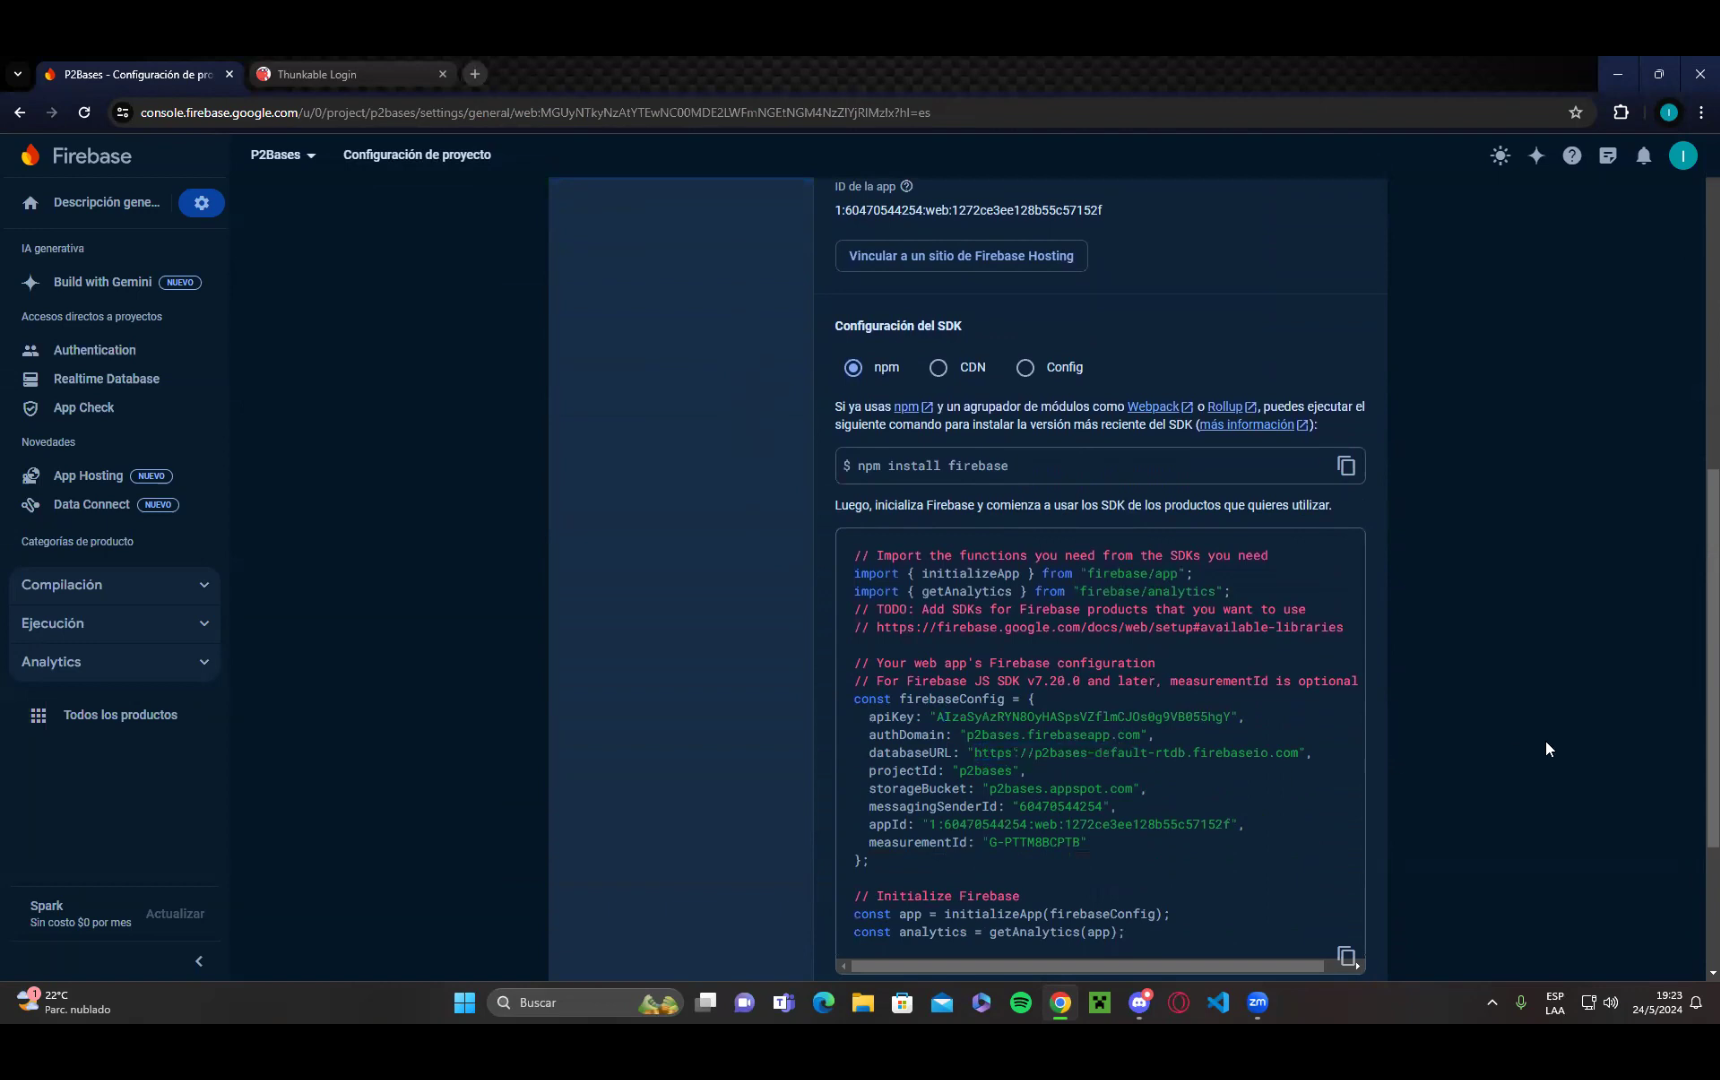 P2Bases - Configuración de pro
Thunkable Login
console.firebase.google.com/u/0/project/p2bases/settings/general/web:MGUyNTkyNzAtYTEwNC00MDE2LWFmNGEtNGM4NzZlYjRlMzIx?hl=es
Firebase
P2Bases
Configuración de proyecto
I
I
Descripción gene...
IA generativa
Build with Gemini NUEVO
Accesos directos a proyectos
Authentication
Realtime Database
App Check
Novedades
App Hosting NUEVO
Data Connect NUEVO
Categorías de producto
Compilación
Ejecución
Analytics
Todos los productos
Spark
Sin costo $0 por mes
Actualizar
ID de la app
1:60470544254:web:1272ce3ee128b55c57152f
Vincular a un sitio de Firebase Hosting
Configuración del SDK
npm CDN Config
Si ya usas npm y un agrupador de módulos como Webpack o Rollup, puedes ejecutar el
siguiente comando para instalar la versión más reciente del SDK (más información):
$ npm install firebase
Luego, inicializa Firebase y comienza a usar los SDK de los productos que quieres utilizar.
// Import the functions you need from the SDKs you need
import { initializeApp } from "firebase/app";
import { getAnalytics } from "firebase/analytics";
// TODO: Add SDKs for Firebase products that you want to use
// https://firebase.google.com/docs/web/setup#available-libraries
// Your web app's Firebase configuration
// For Firebase JS SDK v7.20.0 and later, measurementId is optional
const firebaseConfig = {
apiKey: "AIzaSyAzRYN8OyHASpsVZflmCJOs0g9VB055hgY",
authDomain: "p2bases.firebaseapp.com",
databaseURL: "https://p2bases-default-rtdb.firebaseio.com",
projectId: "p2bases",
storageBucket: "p2bases.appspot.com",
messagingSenderId: "60470544254",
appId: "1:60470544254:web:1272ce3ee128b55c57152f",
measurementId: "G-PTTM8BCPTB"
};
// Initialize Firebase
const app = initializeApp(firebaseConfig);
const analytics = getAnalytics(app);
1
22°C
Parc. nublado
Buscar
zm
ESP
LAA
19:23
24/5/2024